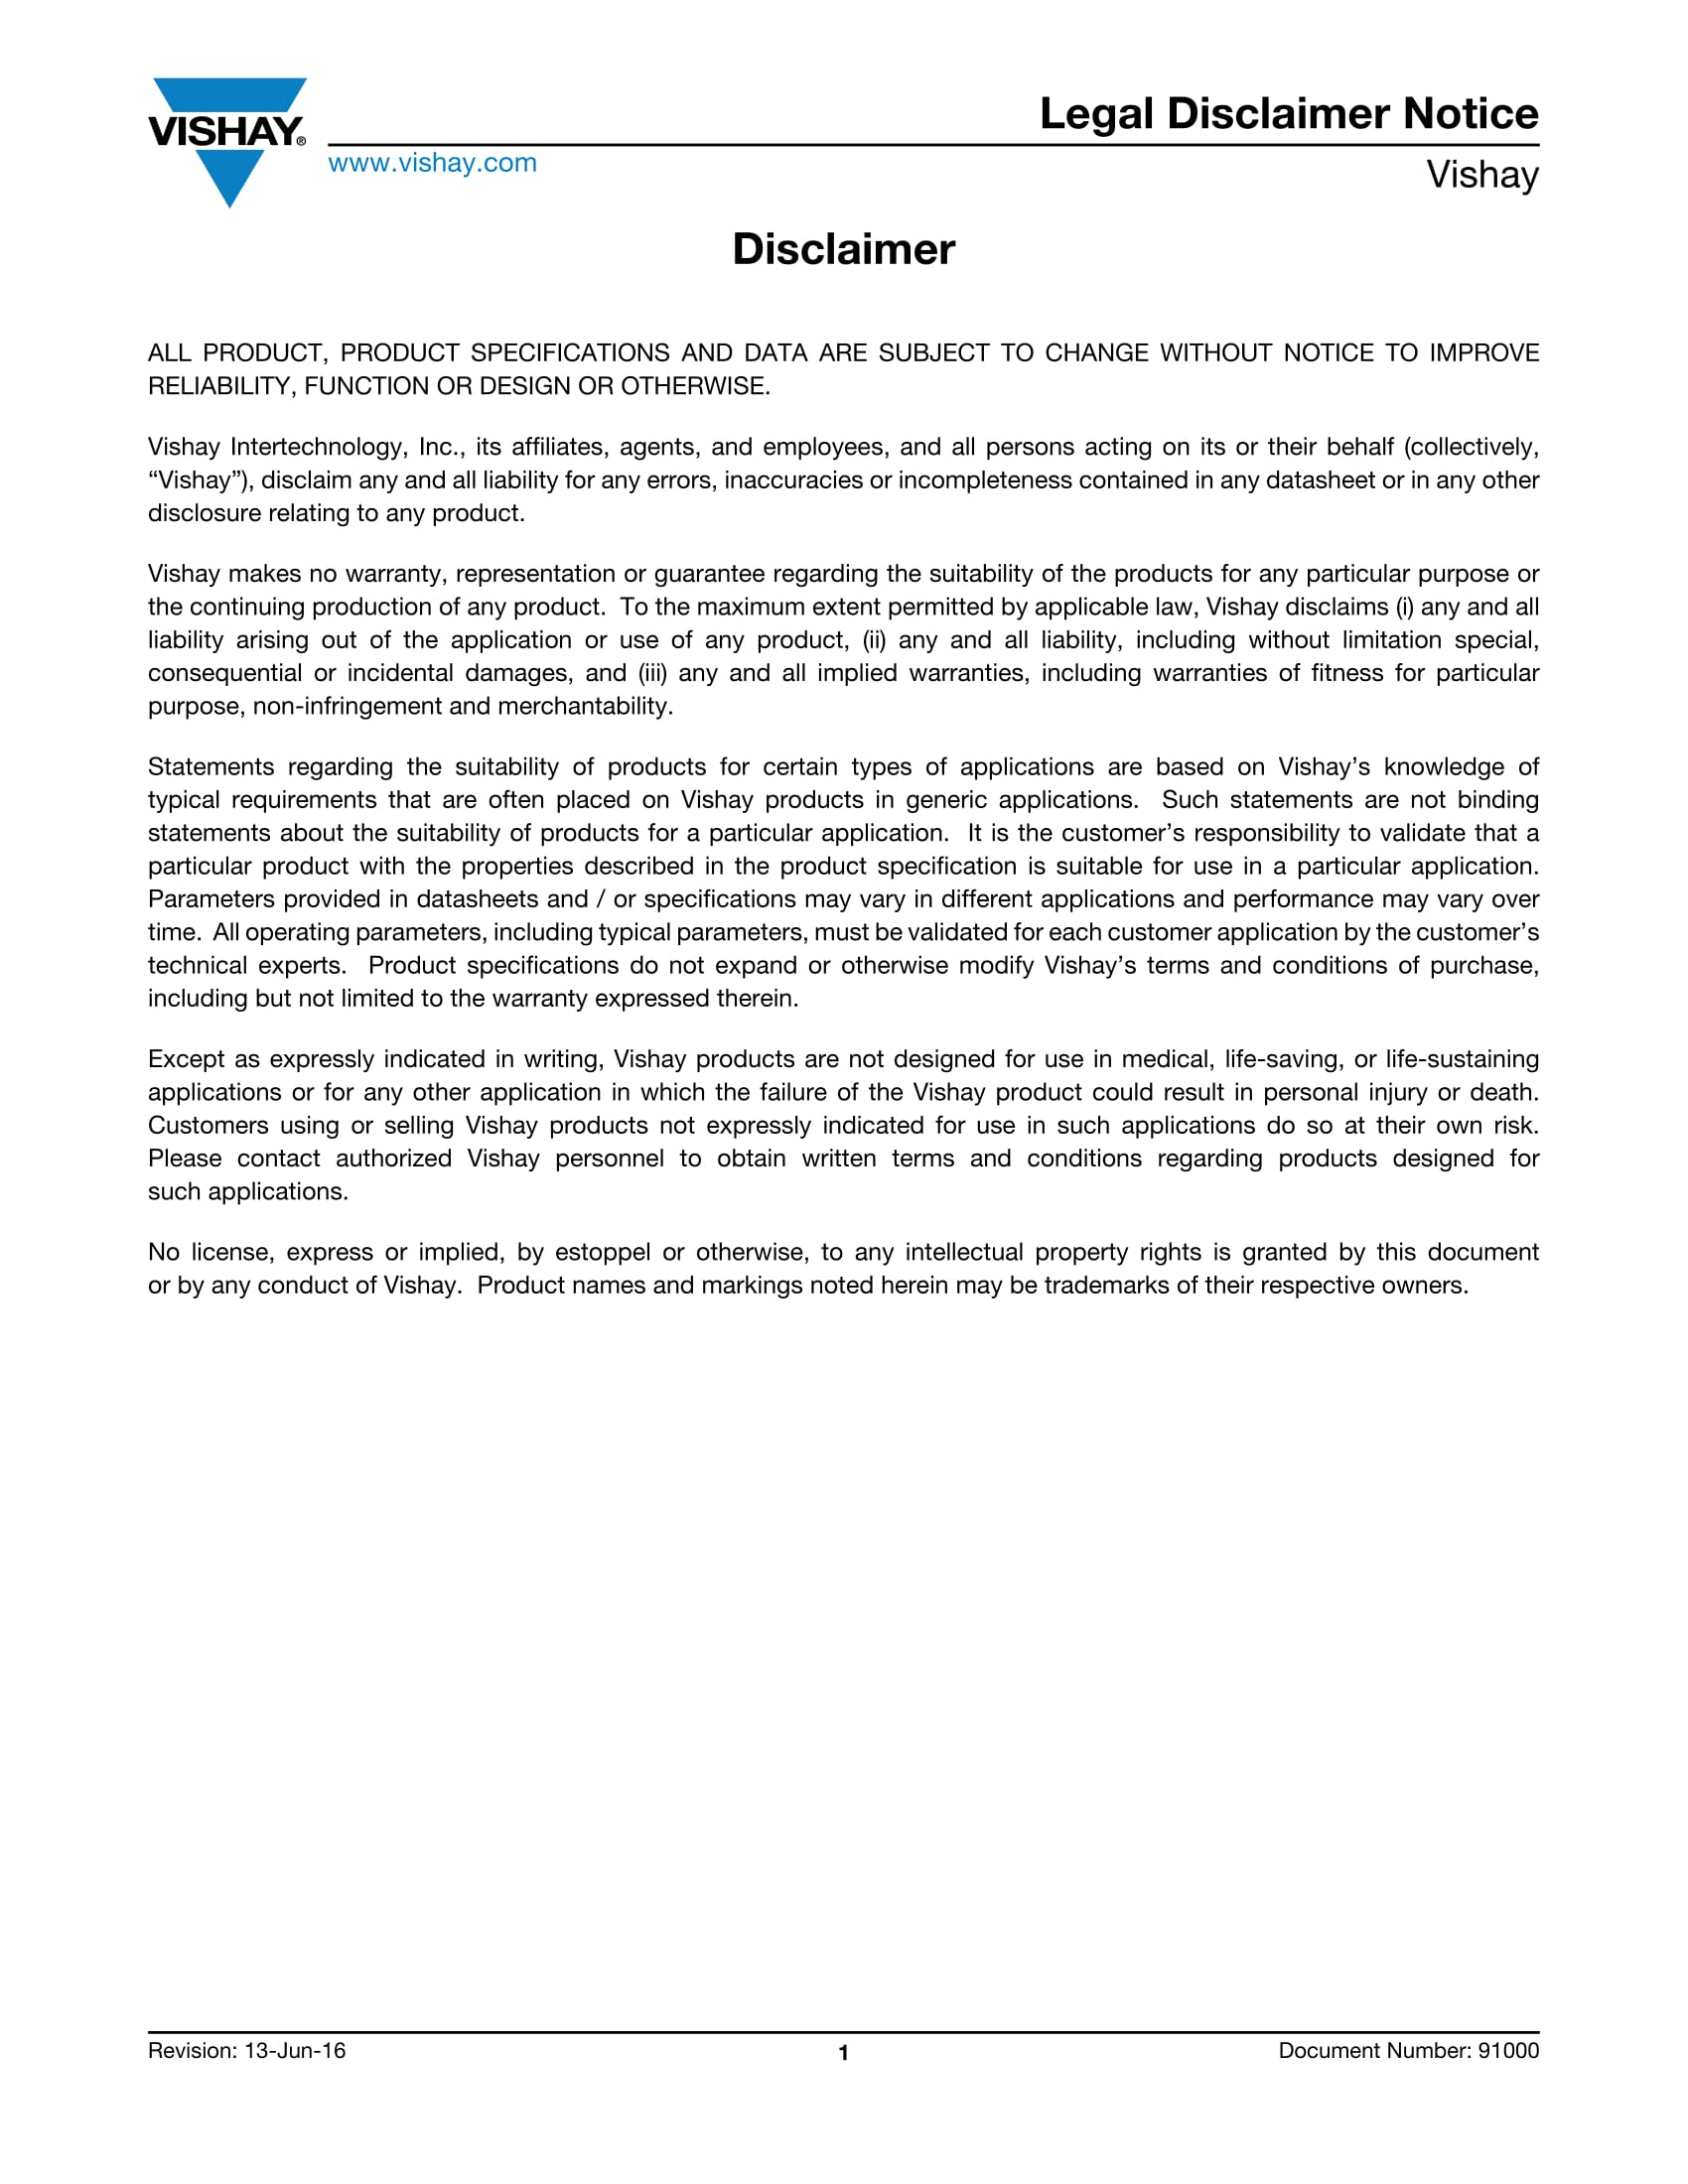 VISHAY®
Legal Disclaimer Notice
www.vishay.com
Vishay
Disclaimer
ALL PRODUCT, PRODUCT SPECIFICATIONS AND DATA ARE SUBJECT TO CHANGE WITHOUT NOTICE TO IMPROVE
RELIABILITY, FUNCTION OR DESIGN OR OTHERWISE.
Vishay Intertechnology, Inc., its affiliates, agents, and employees, and all persons acting on its or their behalf (collectively,
“Vishay”), disclaim any and all liability for any errors, inaccuracies or incompleteness contained in any datasheet or in any other
disclosure relating to any product.
Vishay makes no warranty, representation or guarantee regarding the suitability of the products for any particular purpose or
the continuing production of any product. To the maximum extent permitted by applicable law, Vishay disclaims (i) any and all
liability arising out of the application or use of any product, (ii) any and all liability, including without limitation special,
consequential or incidental damages, and (iii) any and all implied warranties, including warranties of fitness for particular
purpose, non-infringement and merchantability.
Statements regarding the suitability of products for certain types of applications are based on Vishay’s knowledge of
typical requirements that are often placed on Vishay products in generic applications. Such statements are not binding
statements about the suitability of products for a particular application. It is the customer’s responsibility to validate that a
particular product with the properties described in the product specification is suitable for use in a particular application.
Parameters provided in datasheets and / or specifications may vary in different applications and performance may vary over
time. All operating parameters, including typical parameters, must be validated for each customer application by the customer’s
technical experts. Product specifications do not expand or otherwise modify Vishay’s terms and conditions of purchase,
including but not limited to the warranty expressed therein.
Except as expressly indicated in writing, Vishay products are not designed for use in medical, life-saving, or life-sustaining
applications or for any other application in which the failure of the Vishay product could result in personal injury or death.
Customers using or selling Vishay products not expressly indicated for use in such applications do so at their own risk.
Please contact authorized Vishay personnel to obtain written terms and conditions regarding products designed for
such applications.
No license, express or implied, by estoppel or otherwise, to any intellectual property rights is granted by this document
or by any conduct of Vishay. Product names and markings noted herein may be trademarks of their respective owners.
Revision: 13-Jun-16
1
Document Number: 91000